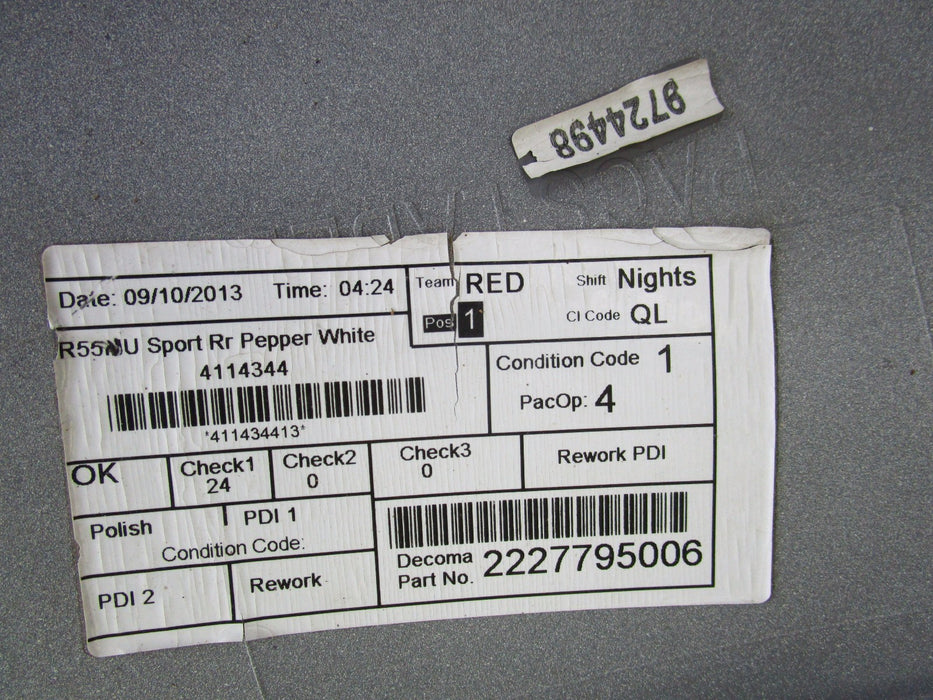 9724498
Date: 09/10/2013 Time: 04:24
Team RED Shift Nights
Pos 1 CI Code QL
Sport Rr Pepper White
4114344
*411434413*
Condition Code 1
PacOp: 4
OK
Check1 24
Check2 0
Check3 0
Rework PDI
Polish
PDI 1
Condition Code:
PDI 2
Rework
Decoma
Part No. 2227795006